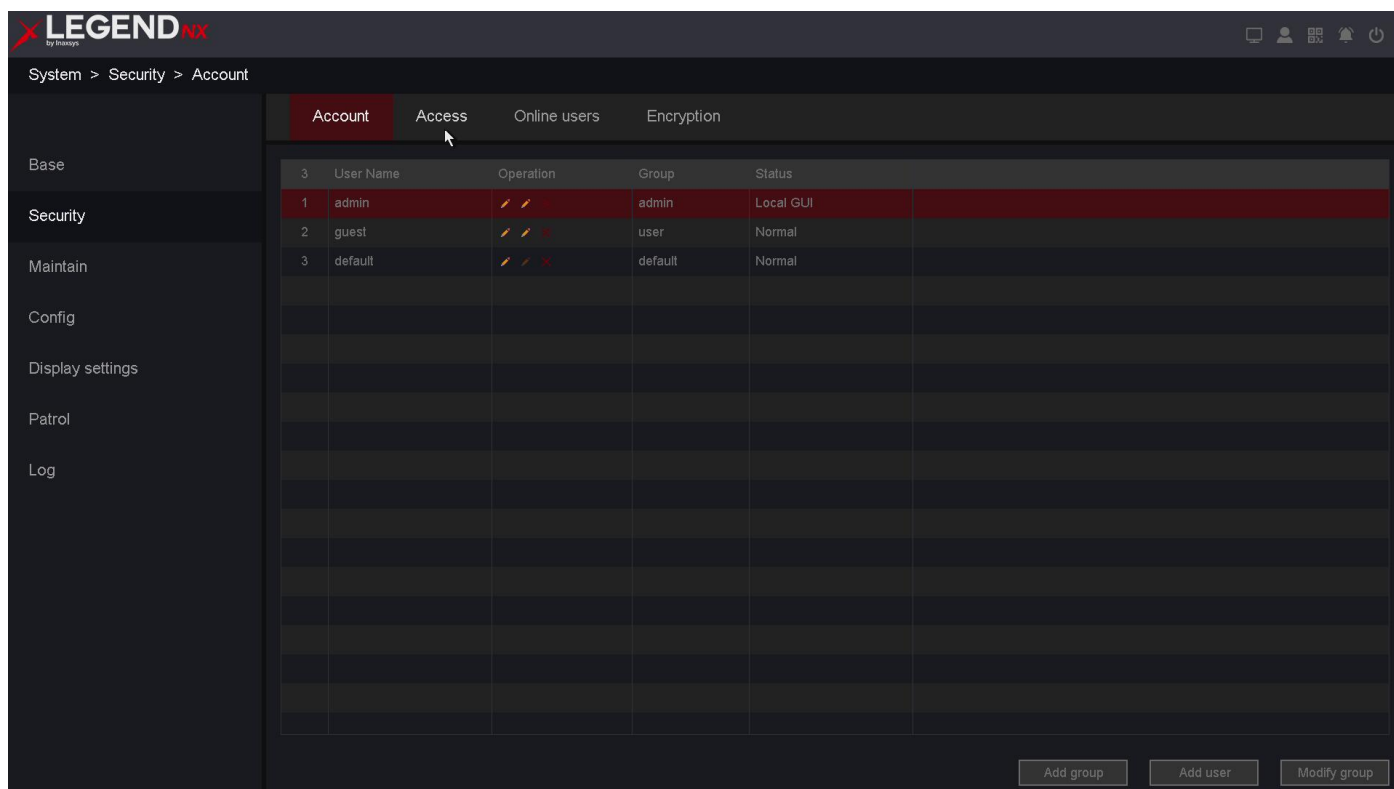 LEGEND NX
by Inaxsys
System > Security > Account
Account Access Online users Encryption
Base
Security
Maintain
Config
Display settings
Patrol
Log
3 User Name Operation Group Status
1 admin admin Local GUI
2 guest user Normal
3 default default Normal
Add group Add user Modify group